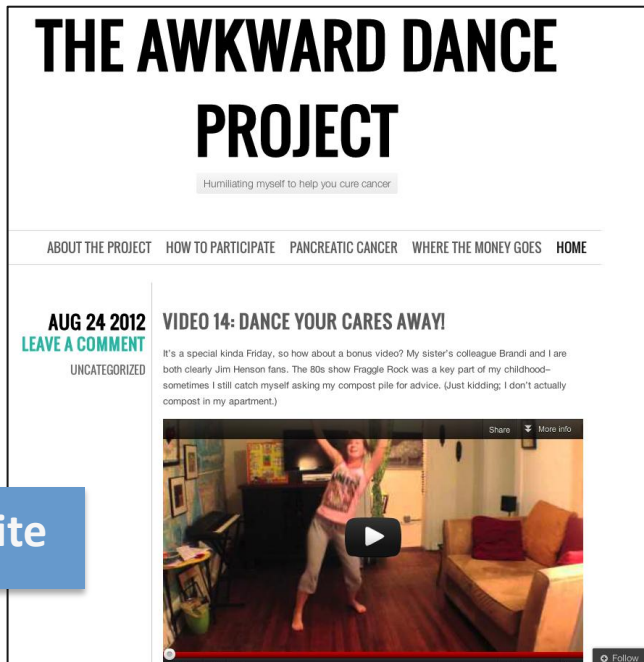 THE AWKWARD DANCE
PROJECT
Humiliating myself to help you cure cancer
ABOUT THE PROJECT HOW TO PARTICIPATE PANCREATIC CANCER WHERE THE MONEY GOES HOME
AUG 24 2012
LEAVE A COMMENT
UNCATEGORIZED
VIDEO 14: DANCE YOUR CARES AWAY!
It's a special kinda Friday, so how about a bonus video? My sister's colleague Brandi and I are
both clearly Jim Henson fans. The 80s show Fraggle Rock was a key part of my childhood–
sometimes I still catch myself asking my compost pile for advice. (Just kidding; I don't actually
compost in my apartment.)
Share More info
ite
Follow